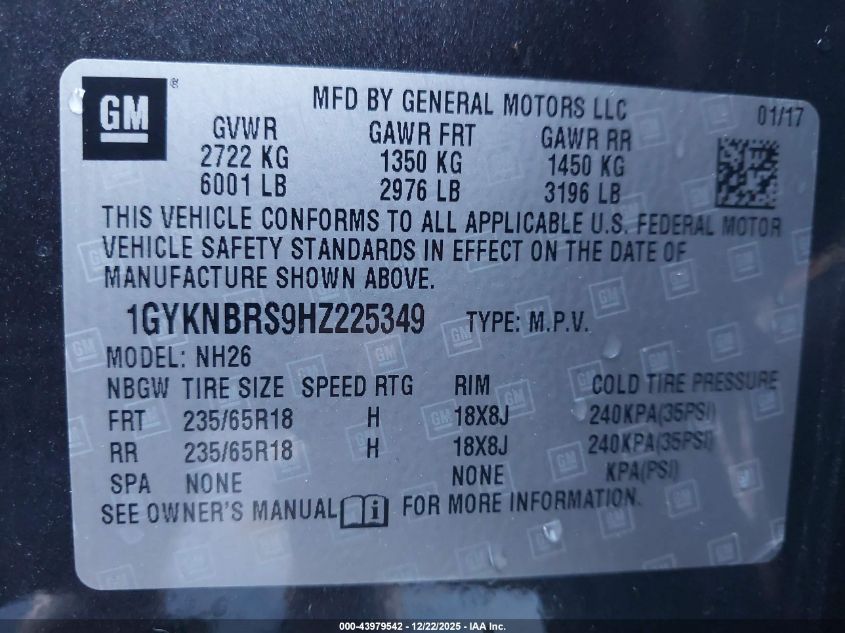 GM ®
MFD BY GENERAL MOTORS LLC
01/17
GVWR GAWR FRT GAWR RR
2722 KG 1350 KG 1450 KG
6001 LB 2976 LB 3196 LB
THIS VEHICLE CONFORMS TO ALL APPLICABLE U.S. FEDERAL MOTOR
VEHICLE SAFETY STANDARDS IN EFFECT ON THE DATE OF
MANUFACTURE SHOWN ABOVE.
1GYKNBRS9HZ225349 TYPE: M.P.V.
MODEL: NH26
NBGW TIRE SIZE SPEED RTG RIM COLD TIRE PRESSURE
FRT 235/65R18 H 18X8J 240KPA(35PSI)
RR 235/65R18 H 18X8J 240KPA(35PSI)
SPA NONE NONE KPA(PSI)
SEE OWNER'S MANUAL i FOR MORE INFORMATION.
000-43979542 - 12/22/2025 - IAA, Inc.